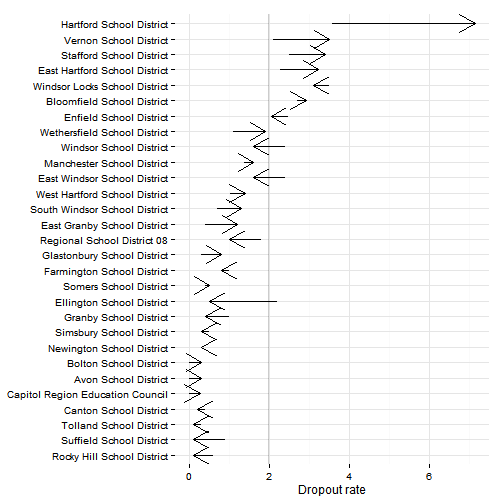 Hartford School District
Vernon School District
Stafford School District
East Hartford School District
Windsor Locks School District
Bloomfield School District
Enfield School District
Wethersfield School District
Windsor School District
Manchester School District
East Windsor School District
West Hartford School District
South Windsor School District
East Granby School District
Regional School District 08
Glastonbury School District
Farmington School District
Somers School District
Ellington School District
Granby School District
Simsbury School District
Newington School District
Bolton School District
Avon School District
Capitol Region Education Council
Canton School District
Tolland School District
Suffield School District
Rocky Hill School District
0 2 4 6
Dropout rate